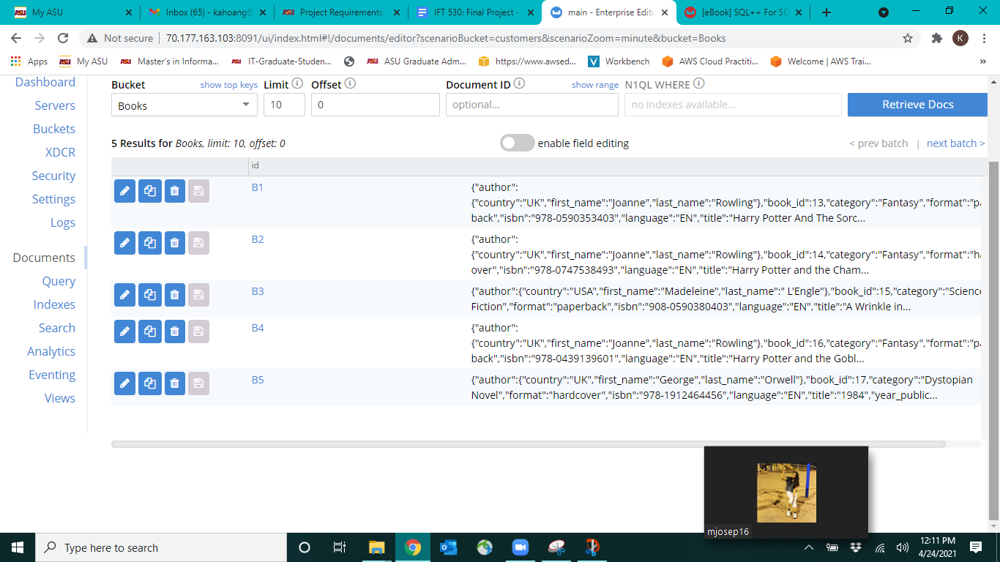 My ASU
Inbox (65) - kahoang@
Project Requirements:
IFT 530: Final Project -
main - Enterprise Editi
[eBook] SQL++ For SQ
Not secure | 70.177.163.103:8091/ui/index.html#!/documents/editor?scenarioBucket=customers&scenarioZoom=minute&bucket=Books
K
Apps
ASU My ASU
ASU Master's in Informa...
ASU IT-Graduate-Studen...
ASU ASU Graduate Adm...
https://www.awsed...
Workbench
AWS Cloud Practiti...
Welcome | AWS Trai...
»
Dashboard
Servers
Buckets
XDCR
Security
Settings
Logs
Documents
Query
Indexes
Search
Analytics
Eventing
Views
Bucket show top keys Limit Offset Document ID show range N1QL WHERE
Books 10 0 optional... no indexes available... Retrieve Docs
5 Results for Books, limit: 10, offset: 0 enable field editing < prev batch | next batch >
id
B1 {"author":
{"country":"UK","first_name":"Joanne","last_name":"Rowling"},"book_id":13,"category":"Fantasy","format":"pa
back","isbn":"978-0590353403","language":"EN","title":"Harry Potter And The Sorc...
B2 {"author":
{"country":"UK","first_name":"Joanne","last_name":"Rowling"},"book_id":14,"category":"Fantasy","format":"ha
over","isbn":"978-0747538493","language":"EN","title":"Harry Potter and the Cham...
B3 {"author":{"country":"USA","first_name":"Madeleine","last_name":" L'Engle"},"book_id":15,"category":"Science
Fiction","format":"paperback","isbn":"908-0590380403","language":"EN","title":"A Wrinkle in...
B4 {"author":
{"country":"UK","first_name":"Joanne","last_name":"Rowling"},"book_id":16,"category":"Fantasy","format":"pa
back","isbn":"978-0439139601","language":"EN","title":"Harry Potter and the Gobl...
B5 {"author":{"country":"UK","first_name":"George","last_name":"Orwell"},"book_id":17,"category":"Dystopian
Novel","format":"hardcover","isbn":"978-1912464456","language":"EN","title":"1984","year_public...
mjosep16
Type here to search
12:11 PM
4/24/2021